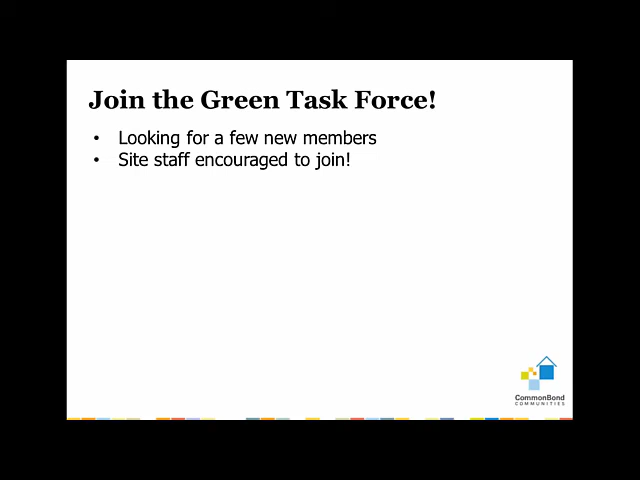 Join the Green Task Force!
• Looking for a few new members
• Site staff encouraged to join!
CommonBond
COMMUNITIES